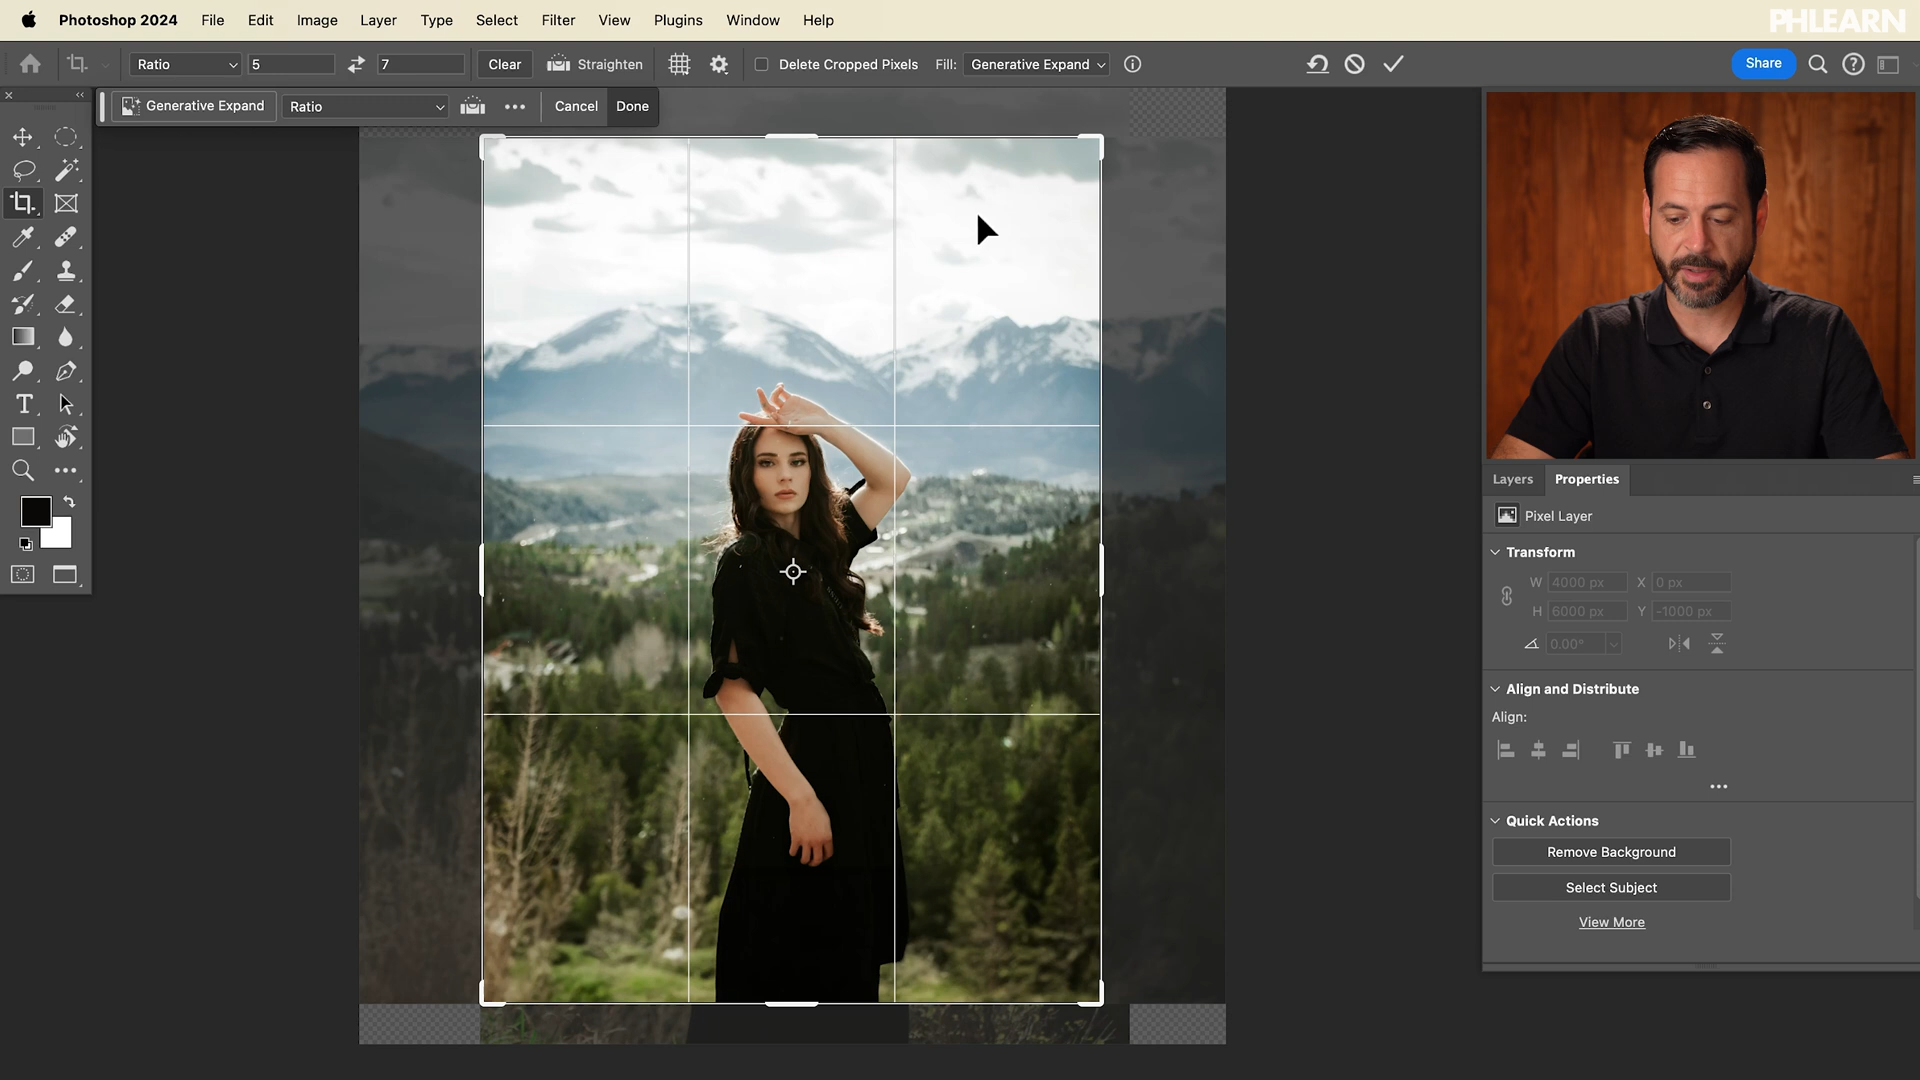 Photoshop 2024 File Edit Image Layer Type Select Filter View Plugins Window Help
PHLEARN
Ratio 5 7 Clear Straighten Delete Cropped Pixels Fill: Generative Expand Share
Generative Expand Ratio Cancel Done
Layers Properties
Pixel Layer
Transform
W 4000 px X 0 px
H 6000 px Y -1000 px
0.00°
Align and Distribute
Align:
Quick Actions
Remove Background
Select Subject
View More